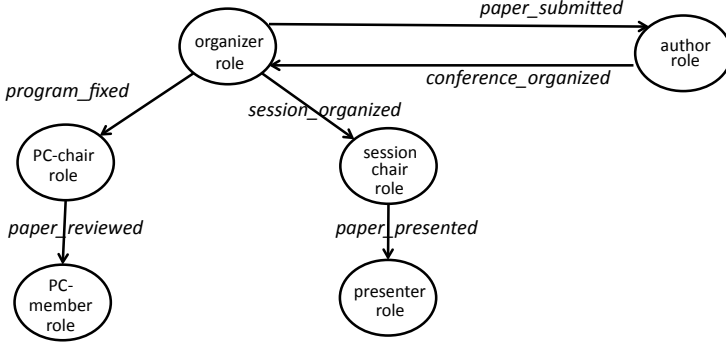 paper_submitted
organizer
role
author
role
conference_organized
program_fixed
session_organized
PC-chair
role
session
chair
role
paper_reviewed
paper_presented
PC-
member
role
presenter
role